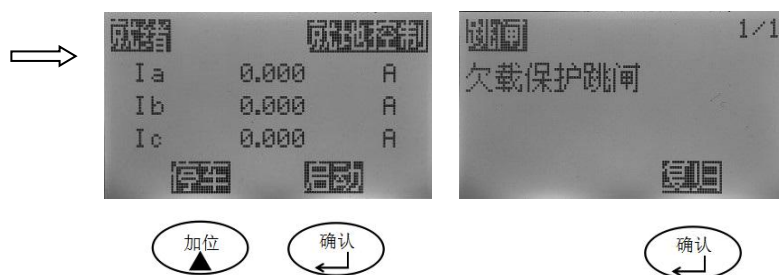 就绪 就地控制
Ia 0.000 A
Ib 0.000 A
Ic 0.000 A
停车 启动
加位 确认
跳闸 1/1
欠载保护跳闸
复归
确认